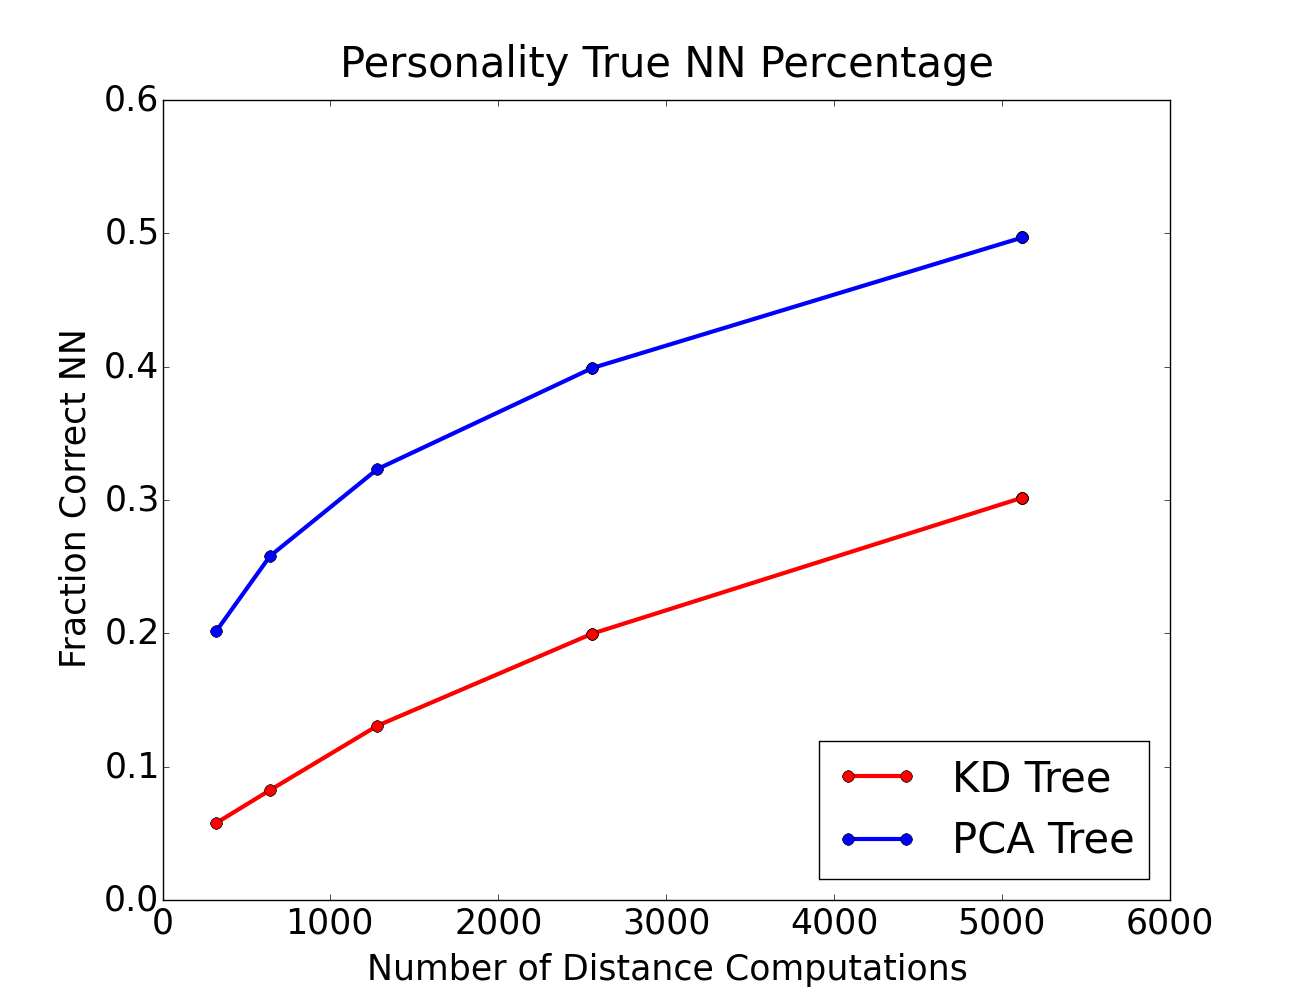 Personality True NN Percentage
0.6
0.5
0.4
0.3
0.2
0.1
0.0
Fraction Correct NN
KD Tree
PCA Tree
0 1000 2000 3000 4000 5000 6000
Number of Distance Computations